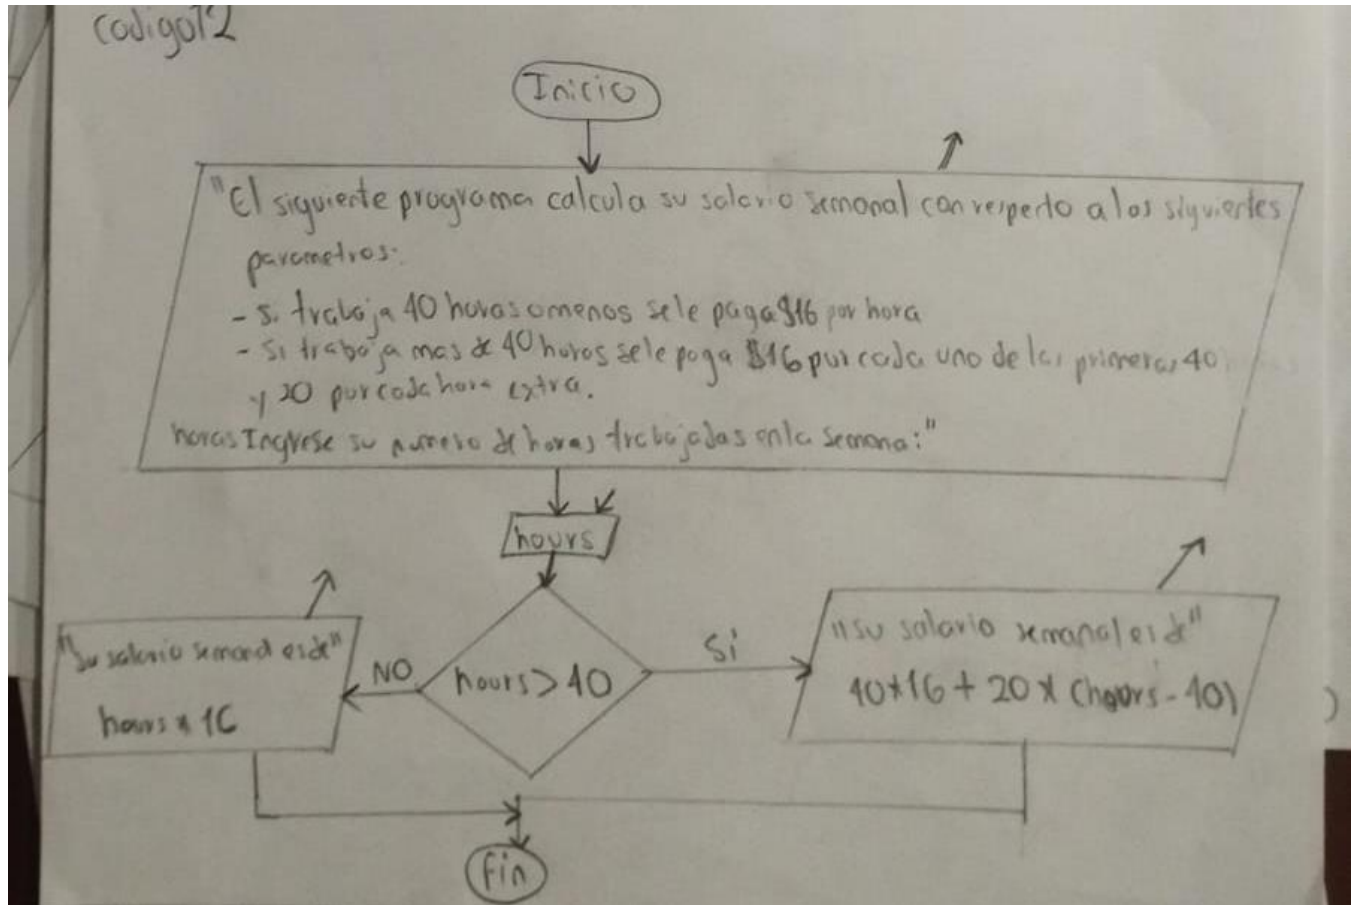 codigo12
Inicio
"El siguiente programa calcula su salario semanal con resperto a los siguientes
parametros:
- si trabaja 40 horas o menos se le paga $16 por hora
- Si trabaja mas de 40 horas se le paga $16 por cada uno de las primeras 40
y 20 por cada hora extra.
horas Ingrese su numero de horas trabajadas en la semana:"
hours
"Su salario semanal es de"
hours * 16
NO
hours > 40
Si
"su salario semanal es de"
40*16 + 20 * (hours - 40)
)
Fin